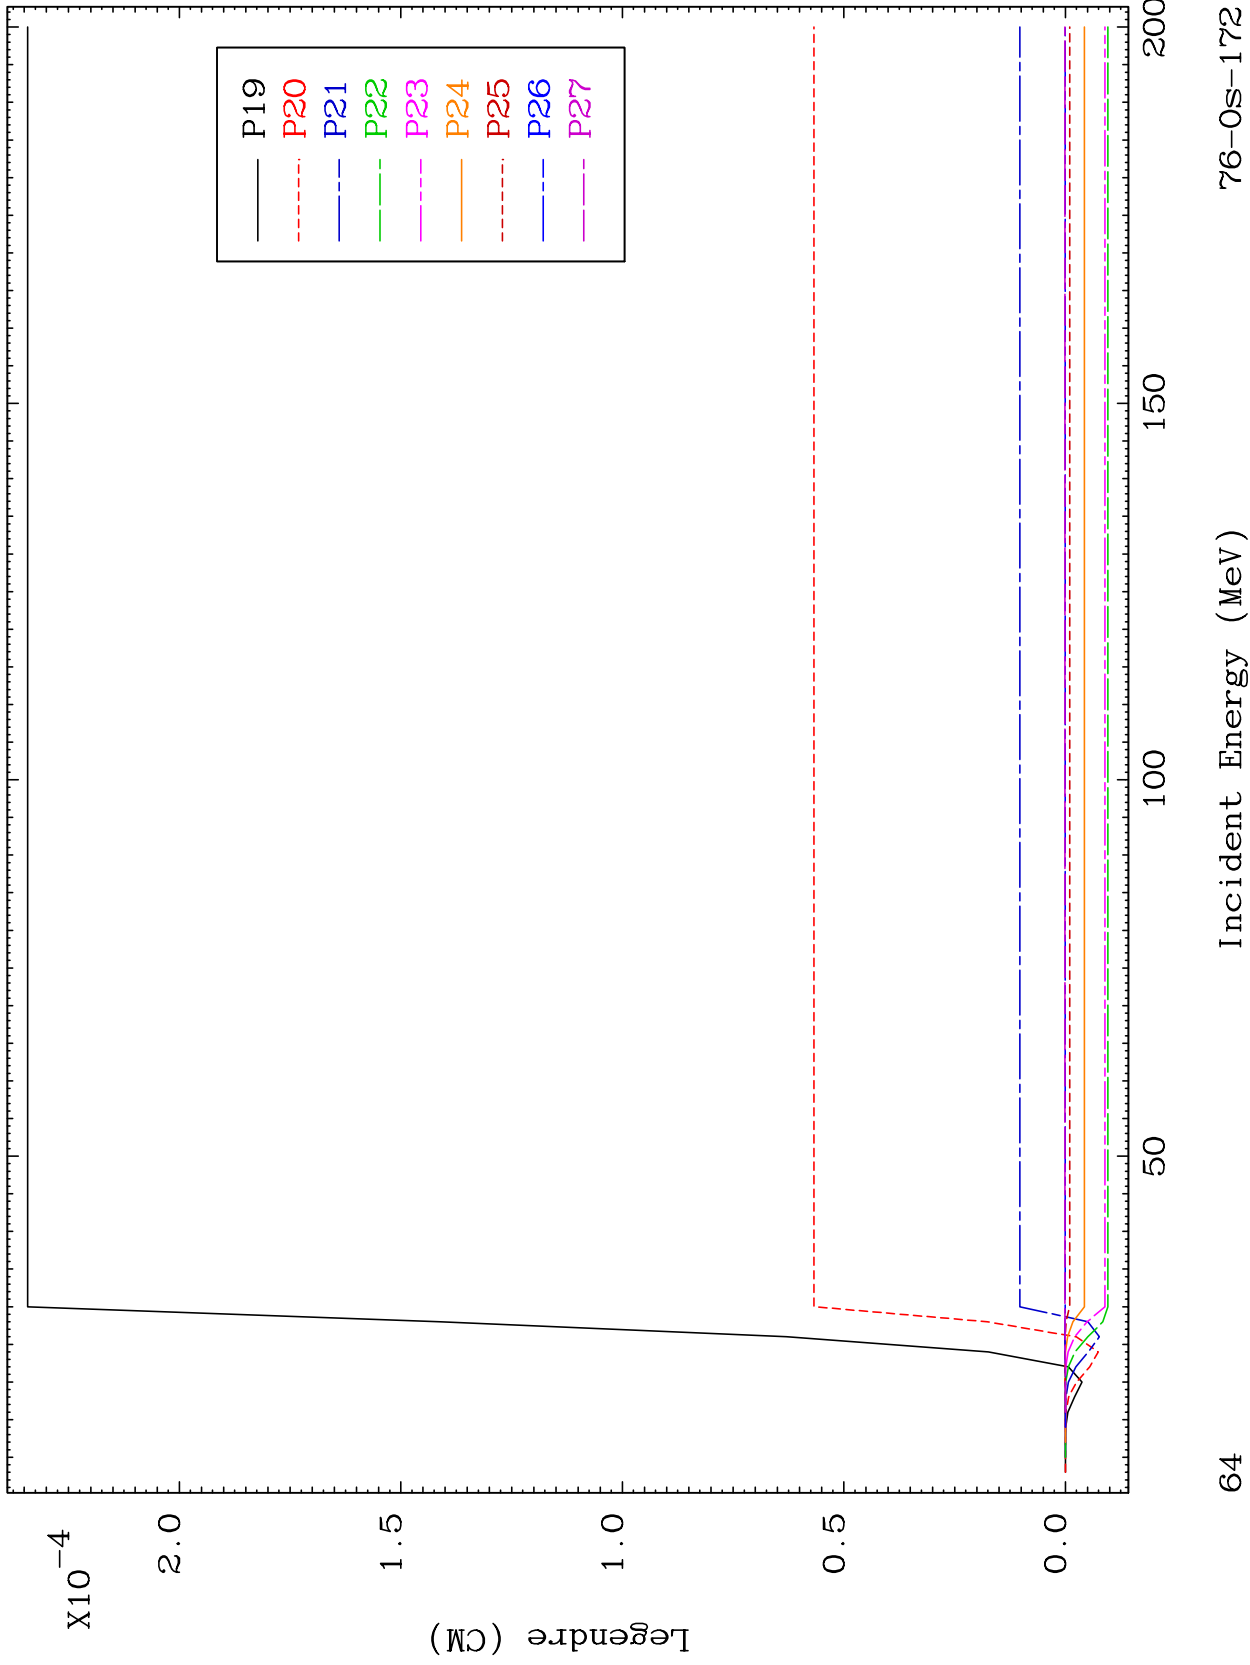 X10-4
2.0
1.5
1.0
0.5
0.0
Legendre (CM)
P19
P20
P21
P22
P23
P24
P25
P26
P27
50
100
150
200
Incident Energy (MeV)
64
76-Os-172